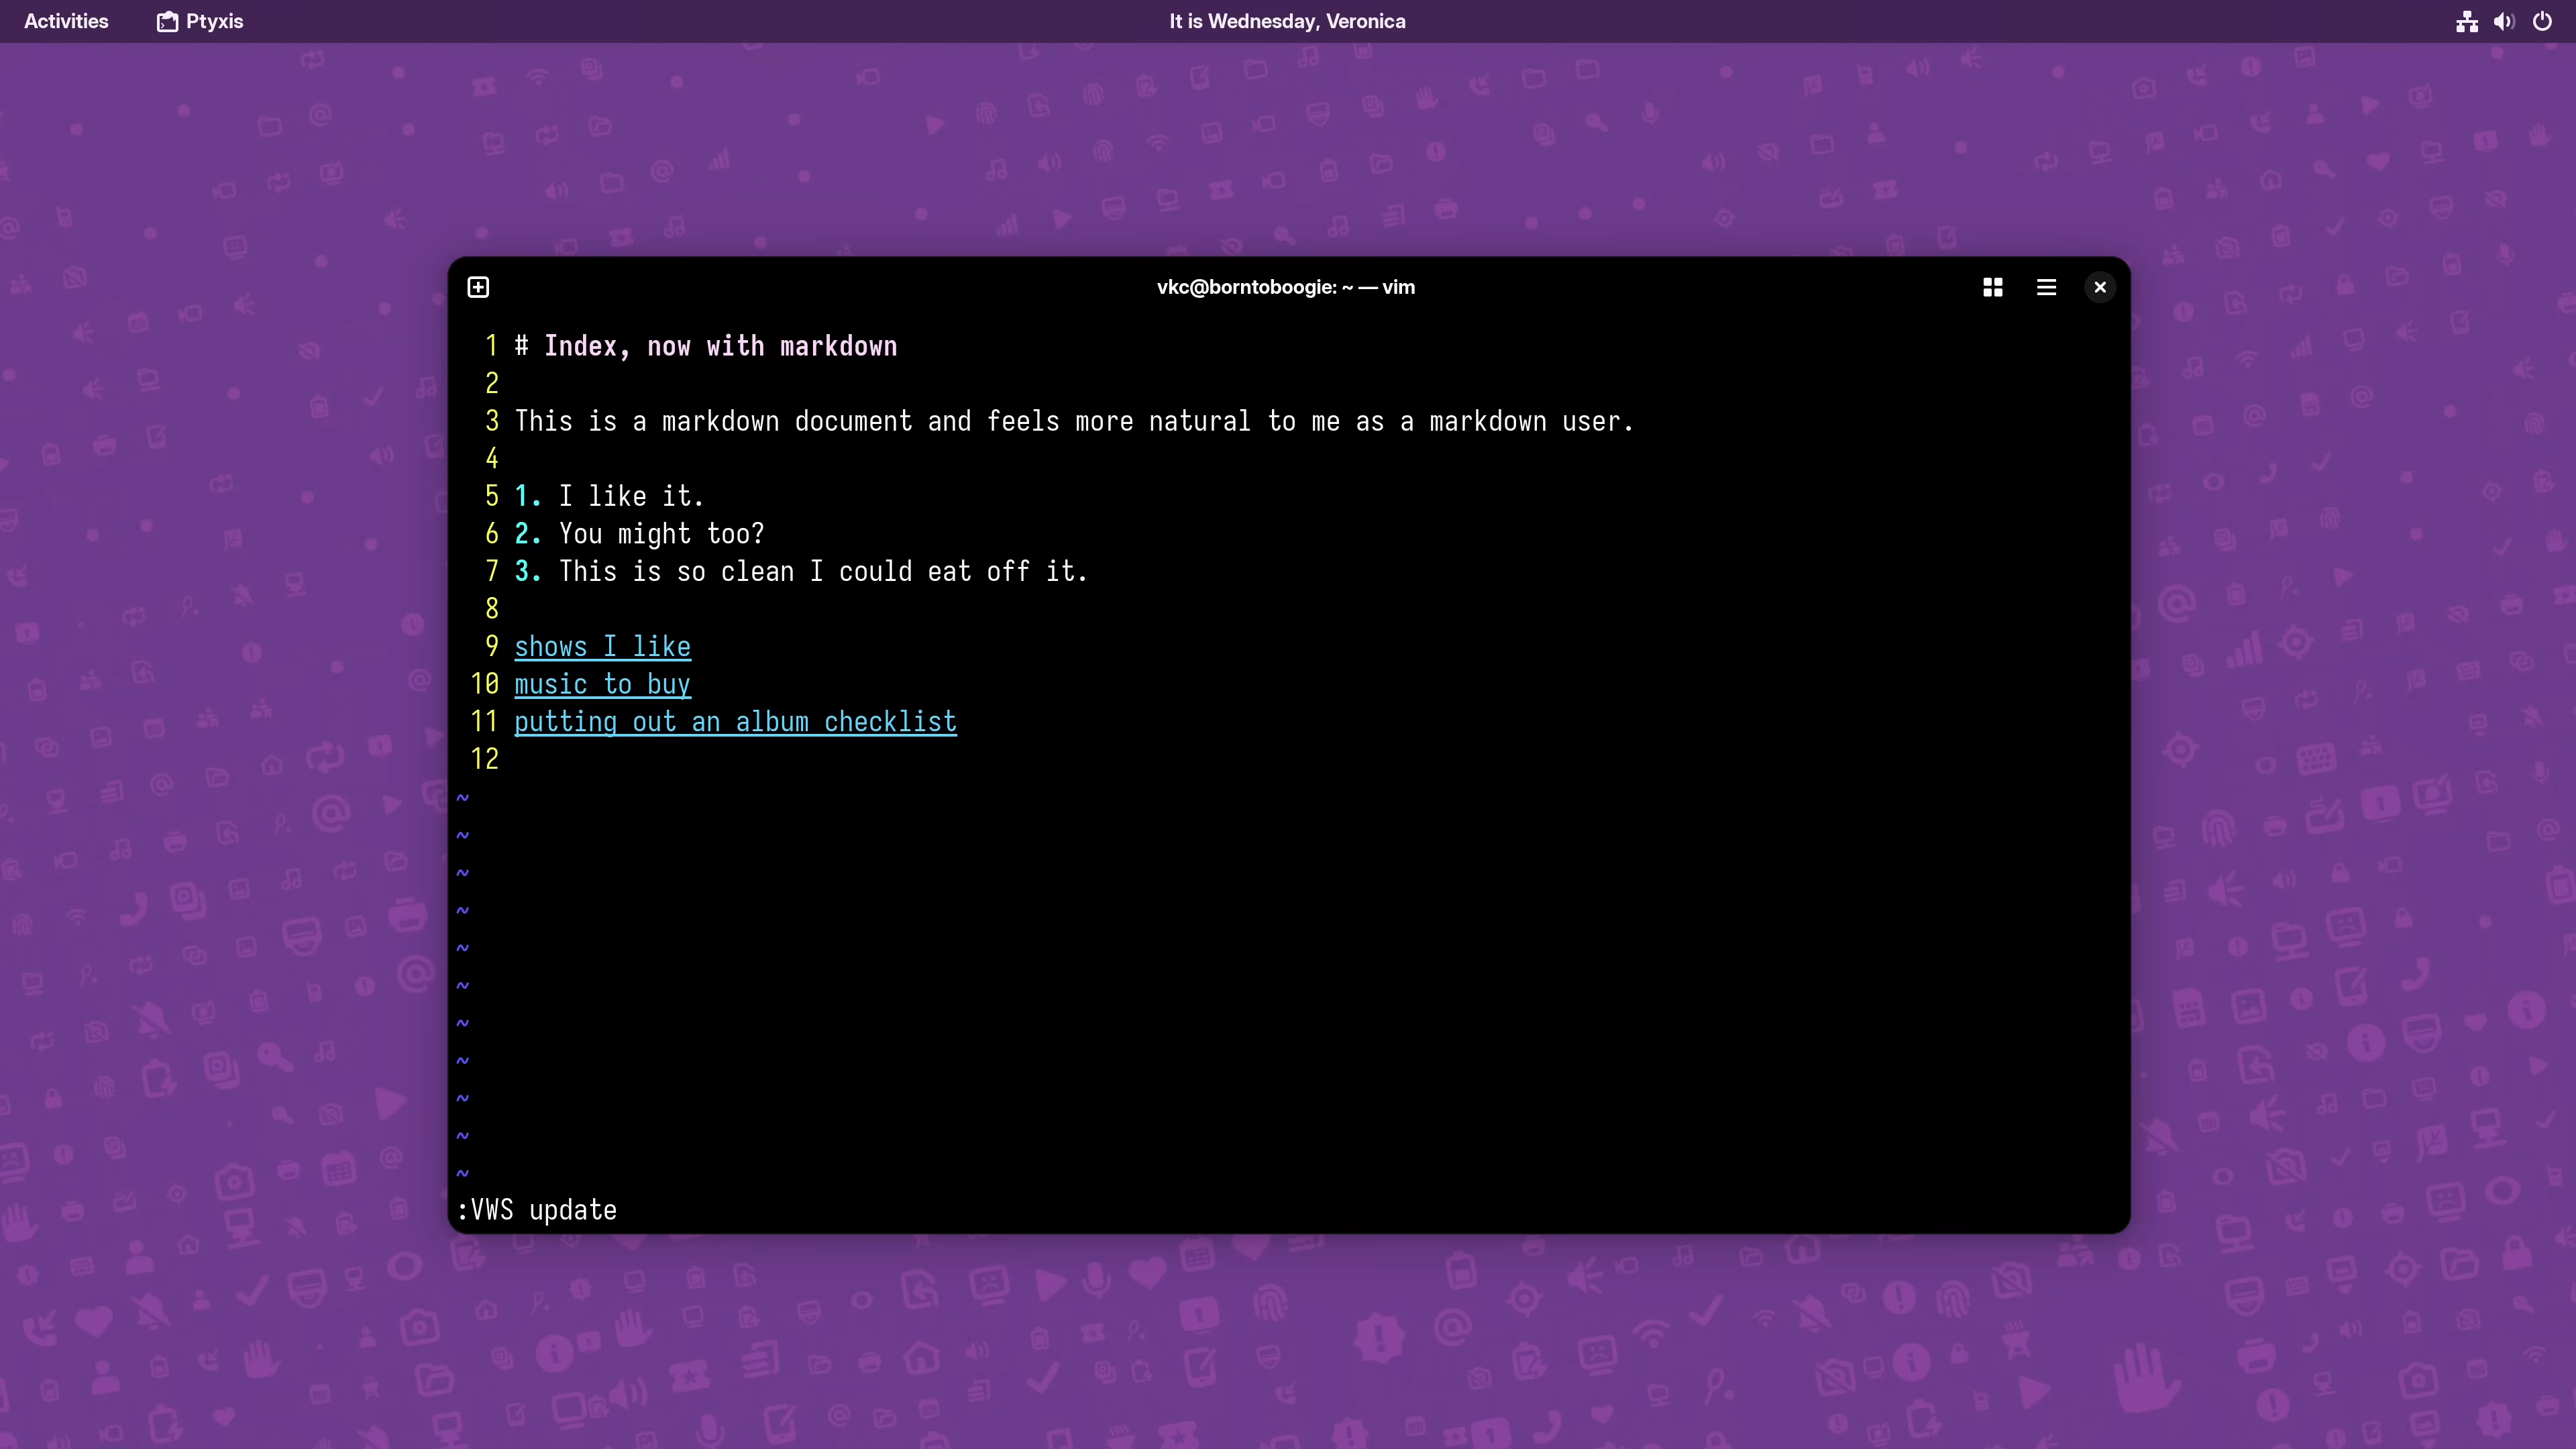 Activities Ptyxis It is Wednesday, Veronica
vkc@borntoboogie: ~ — vim
1 # Index, now with markdown
2
3 This is a markdown document and feels more natural to me as a markdown user.
4
5 1. I like it.
6 2. You might too?
7 3. This is so clean I could eat off it.
8
9 shows I like
10 music to buy
11 putting out an album checklist
12
~
~
~
~
~
~
~
~
~
~
~
:VWS update